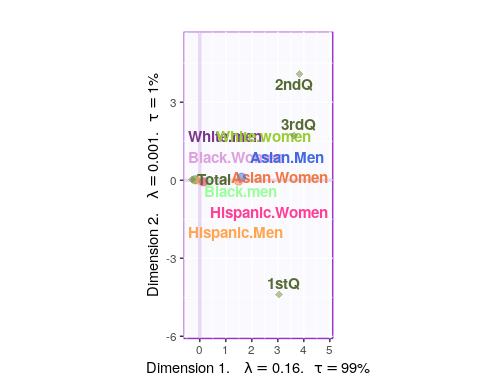 2ndQ
3rdQ
White.men
White.women
Black.Women
Asian.Men
Total
Asian.Women
Black.men
Hispanic.Women
Hispanic.Men
1stQ
3
0
-3
-6
0 1 2 3 4 5
Dimension 1. λ = 0.16. τ = 99%
Dimension 2. λ = 0.001. τ = 1%